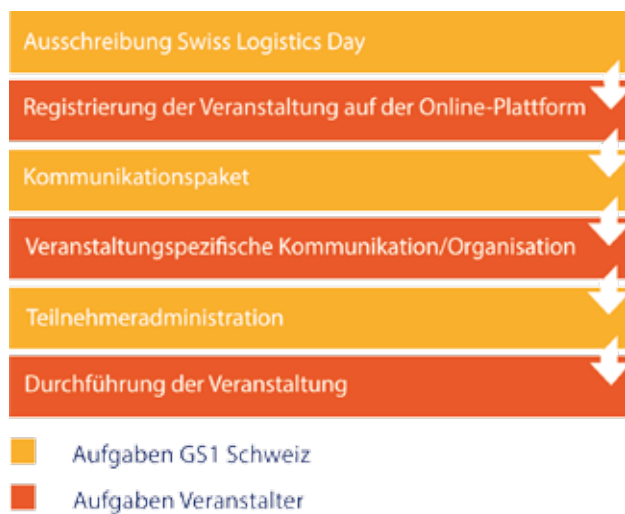 Ausschreibung Swiss Logistics Day
Registrierung der Veranstaltung auf der Online-Plattform
Kommunikationspaket
Veranstaltungspezifische Kommunikation/Organisation
Teilnehmeradministration
Durchführung der Veranstaltung
Aufgaben GS1 Schweiz
Aufgaben Veranstalter